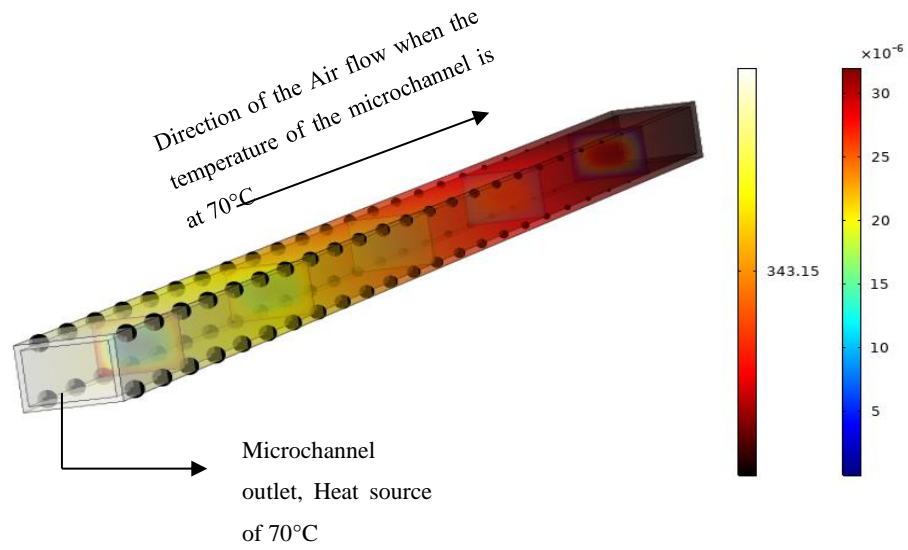 Direction of the Air flow when the
temperature of the microchannel is
at 70°C
×10⁻⁶
30
25
343.15
20
15
10
5
Microchannel
outlet, Heat source
of 70°C